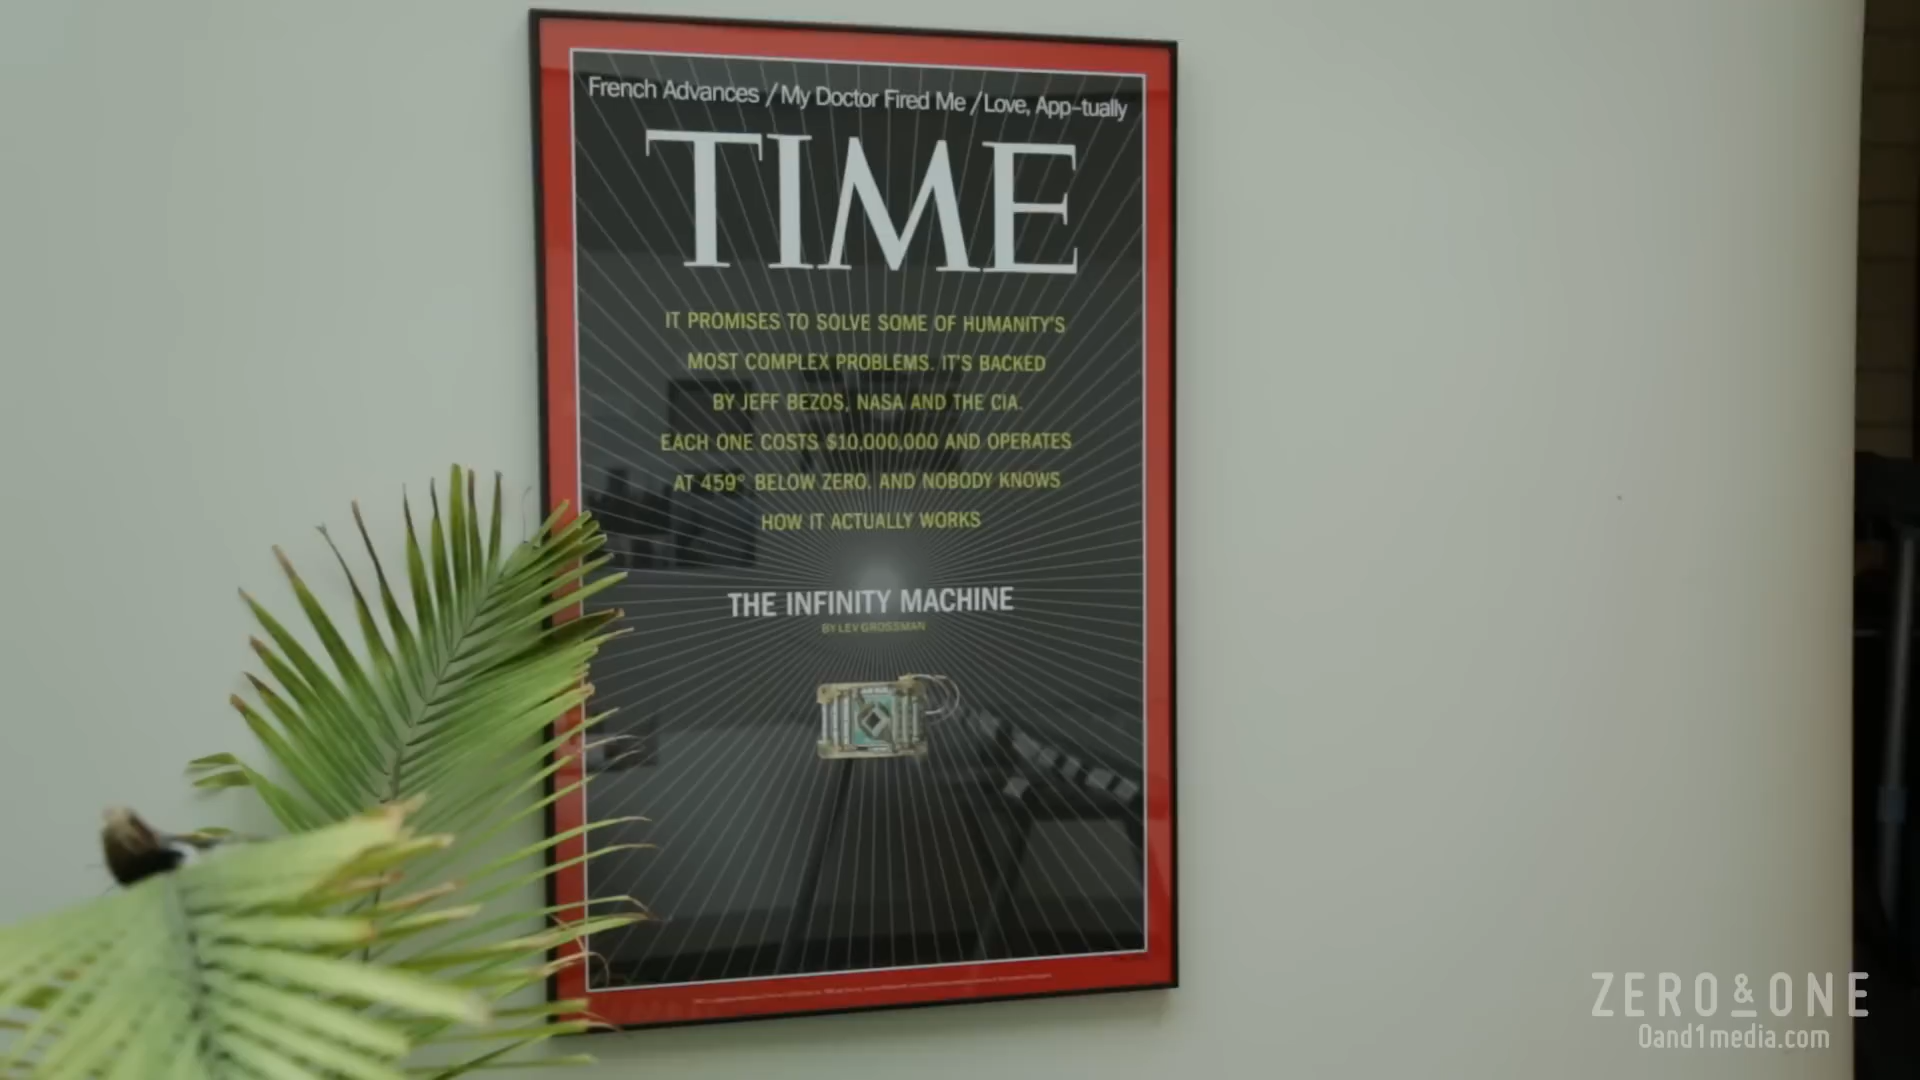 French Advances / My Doctor Fired Me / Love, App-tually
TIME
IT PROMISES TO SOLVE SOME OF HUMANITY'S
MOST COMPLEX PROBLEMS. IT'S BACKED
BY JEFF BEZOS, NASA AND THE CIA.
EACH ONE COSTS $10,000,000 AND OPERATES
AT 459° BELOW ZERO. AND NOBODY KNOWS
HOW IT ACTUALLY WORKS
THE INFINITY MACHINE
BY LEV GROSSMAN
ZERO & ONE
0and1media.com